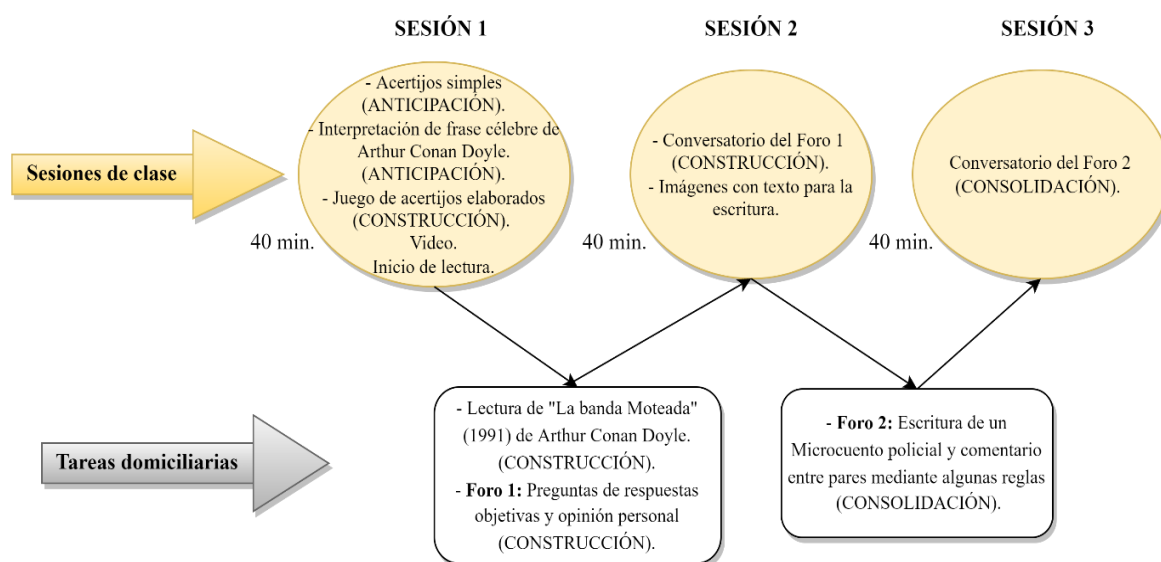 SESIÓN 1
SESIÓN 2
SESIÓN 3
Sesiones de clase
- Acertijos simples
(ANTICIPACIÓN).
- Interpretación de frase célebre de
Arthur Conan Doyle.
(ANTICIPACIÓN).
- Juego de acertijos elaborados
(CONSTRUCCIÓN).
Video.
Inicio de lectura.
40 min.
- Conversatorio del Foro 1
(CONSTRUCCIÓN).
- Imágenes con texto para la
escritura.
40 min.
Conversatorio del Foro 2
(CONSOLIDACIÓN).
40 min.
Tareas domiciliarias
- Lectura de "La banda Moteada"
(1991) de Arthur Conan Doyle.
(CONSTRUCCIÓN).
- Foro 1: Preguntas de respuestas
objetivas y opinión personal
(CONSTRUCCIÓN).
- Foro 2: Escritura de un
Microcuento policial y comentario
entre pares mediante algunas reglas
(CONSOLIDACIÓN).